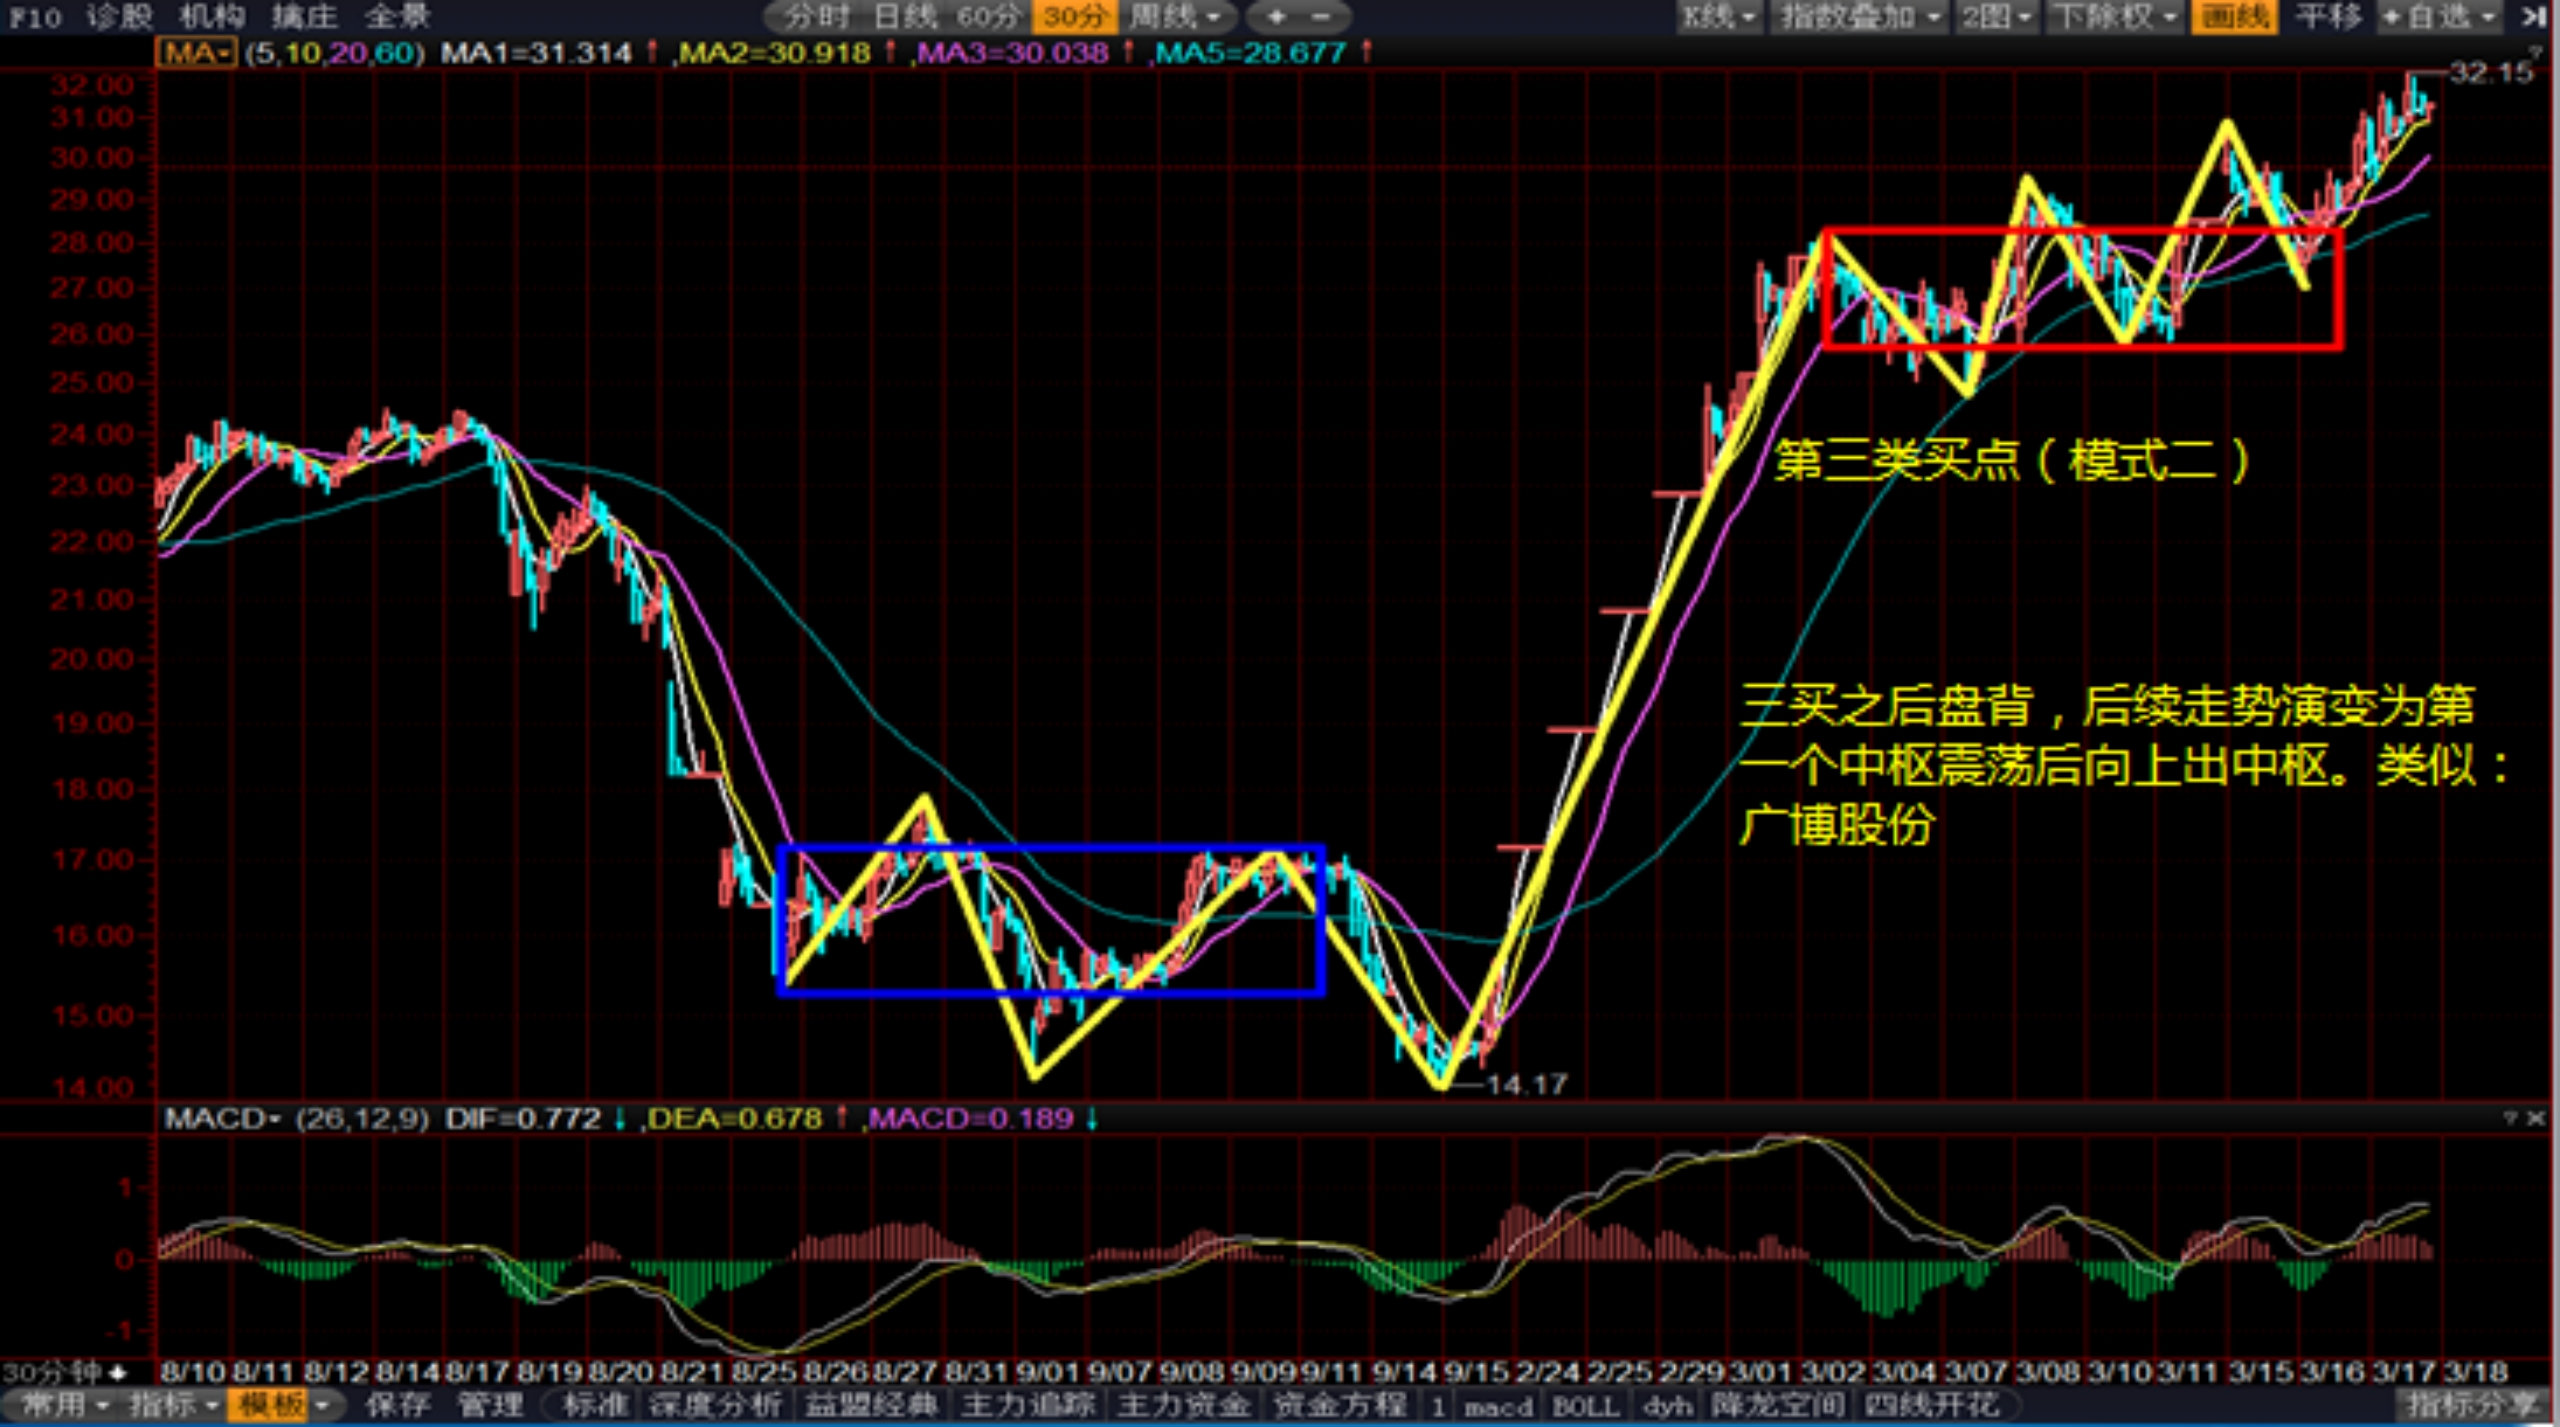 F10 诊股 机构 擒庄 全景 分时 日线 60分 30分 周线 + - K线 指数叠加 2图 下除权 画线 平移 +自选
MA (5,10,20,60) MA1=31.314 ↑ ,MA2=30.918 ↑ ,MA3=30.038 ↑ ,MA5=28.677 ↑ ?
32.15
32.00
31.00
30.00
29.00
28.00
27.00
26.00
25.00
24.00
第三类买点（模式二）
23.00
22.00
21.00
20.00
三买之后盘背，后续走势演变为第
19.00
一个中枢震荡后向上出中枢。类似：
18.00
广博股份
17.00
16.00
15.00
14.00
14.17
MACD (26,12,9) DIF=0.772 ↓ ,DEA=0.678 ↑ ,MACD=0.189 ↓ ? ×
1
0
-1
30分钟 8/10 8/11 8/12 8/14 8/17 8/19 8/20 8/21 8/25 8/26 8/27 8/31 9/01 9/07 9/08 9/09 9/11 9/14 9/15 2/24 2/25 2/29 3/01 3/02 3/04 3/07 3/08 3/10 3/11 3/15 3/16 3/17 3/18
常用 指标 模板 保存 管理 标准 深度分析 益盟经典 主力追踪 主力资金 资金方程 1 macd BOLL dyh 降龙空间 四线开花 指标分享